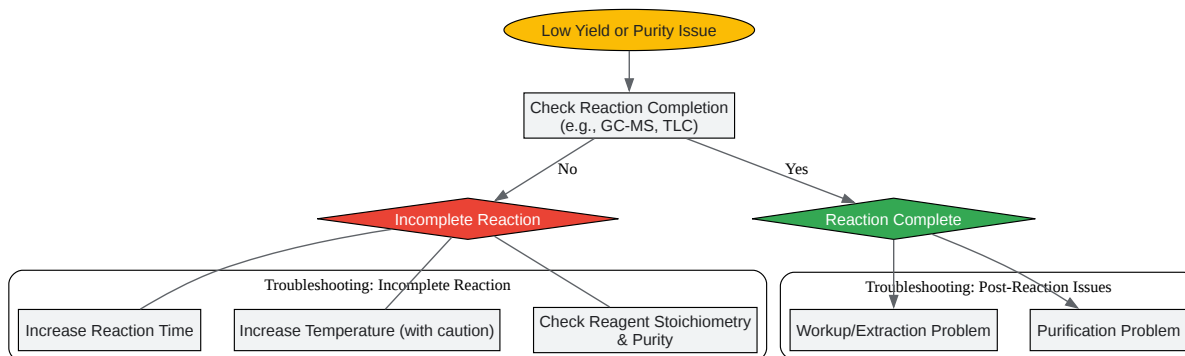 Low Yield or Purity Issue
Check Reaction Completion
(e.g., GC-MS, TLC)
No
Yes
Incomplete Reaction
Reaction Complete
Troubleshooting: Incomplete Reaction
Troubleshooting: Post-Reaction Issues
Increase Reaction Time
Increase Temperature (with caution)
Check Reagent Stoichiometry
& Purity
Workup/Extraction Problem
Purification Problem